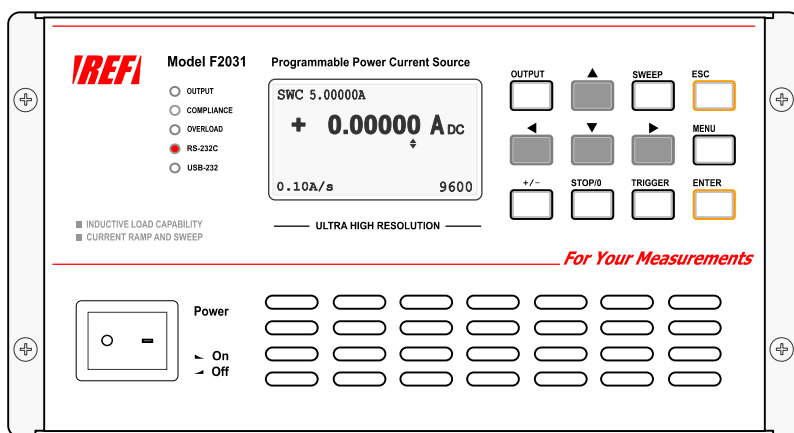 IREFI
Model F2031
Programmable Power Current Source
OUTPUT
COMPLIANCE
OVERLOAD
RS-232C
USB-232
SWC 5.00000A
+ 0.00000 A DC
0.10A/s 9600
ULTRA HIGH RESOLUTION
INDUCTIVE LOAD CAPABILITY
CURRENT RAMP AND SWEEP
OUTPUT
SWEEP
ESC
MENU
+/-
STOP/0
TRIGGER
ENTER
For Your Measurements
Power
On
Off